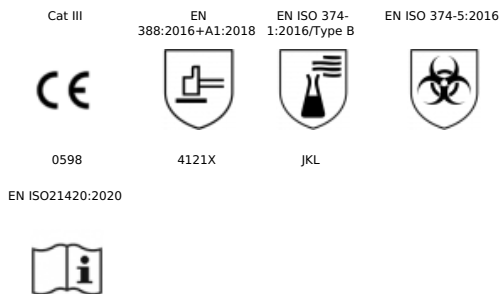 Cat III
EN 388:2016+A1:2018
EN ISO 374-1:2016/Type B
EN ISO 374-5:2016
CE
0598
4121X
JKL
EN ISO21420:2020
i